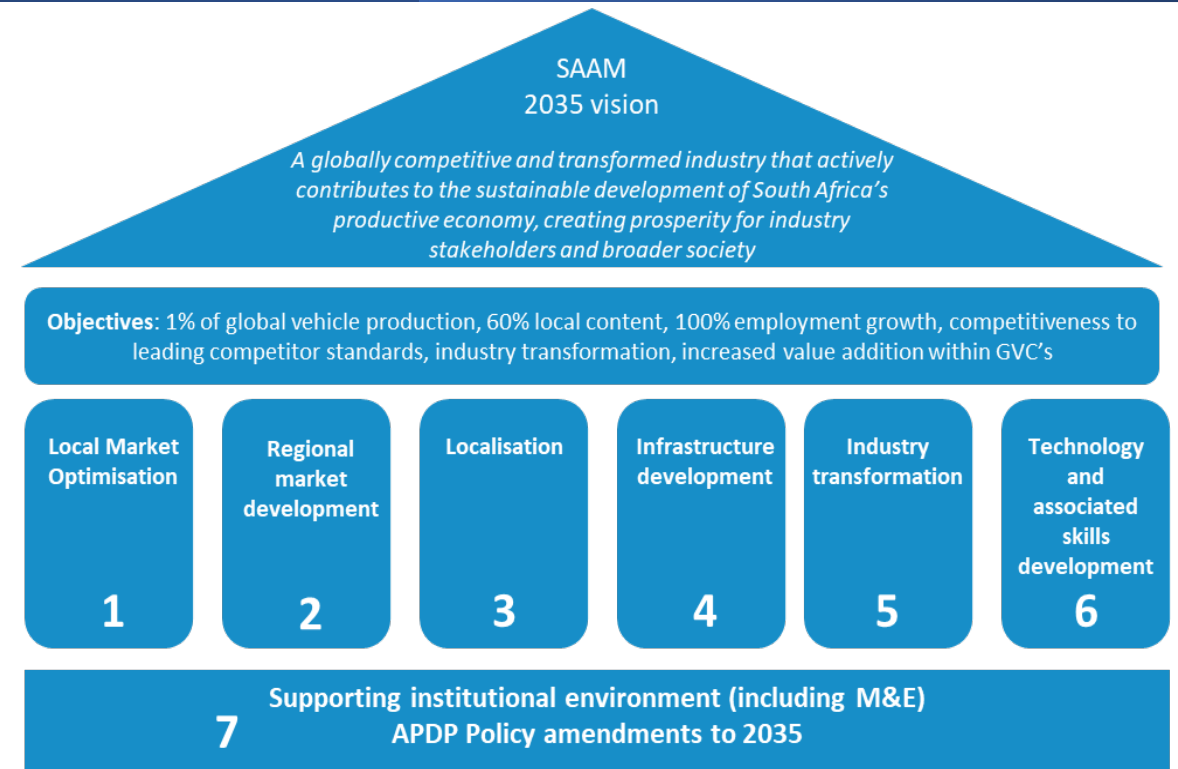 SAAM
2035 vision
A globally competitive and transformed industry that actively
contributes to the sustainable development of South Africa's
productive economy, creating prosperity for industry
stakeholders and broader society
Objectives: 1% of global vehicle production, 60% local content, 100% employment growth, competitiveness to
leading competitor standards, industry transformation, increased value addition within GVC's
Local Market
Optimisation
1
Regional
market
development
2
Localisation
3
Infrastructure
development
4
Industry
transformation
5
Technology
and
associated
skills
development
6
7
Supporting institutional environment (including M&E)
APDP Policy amendments to 2035